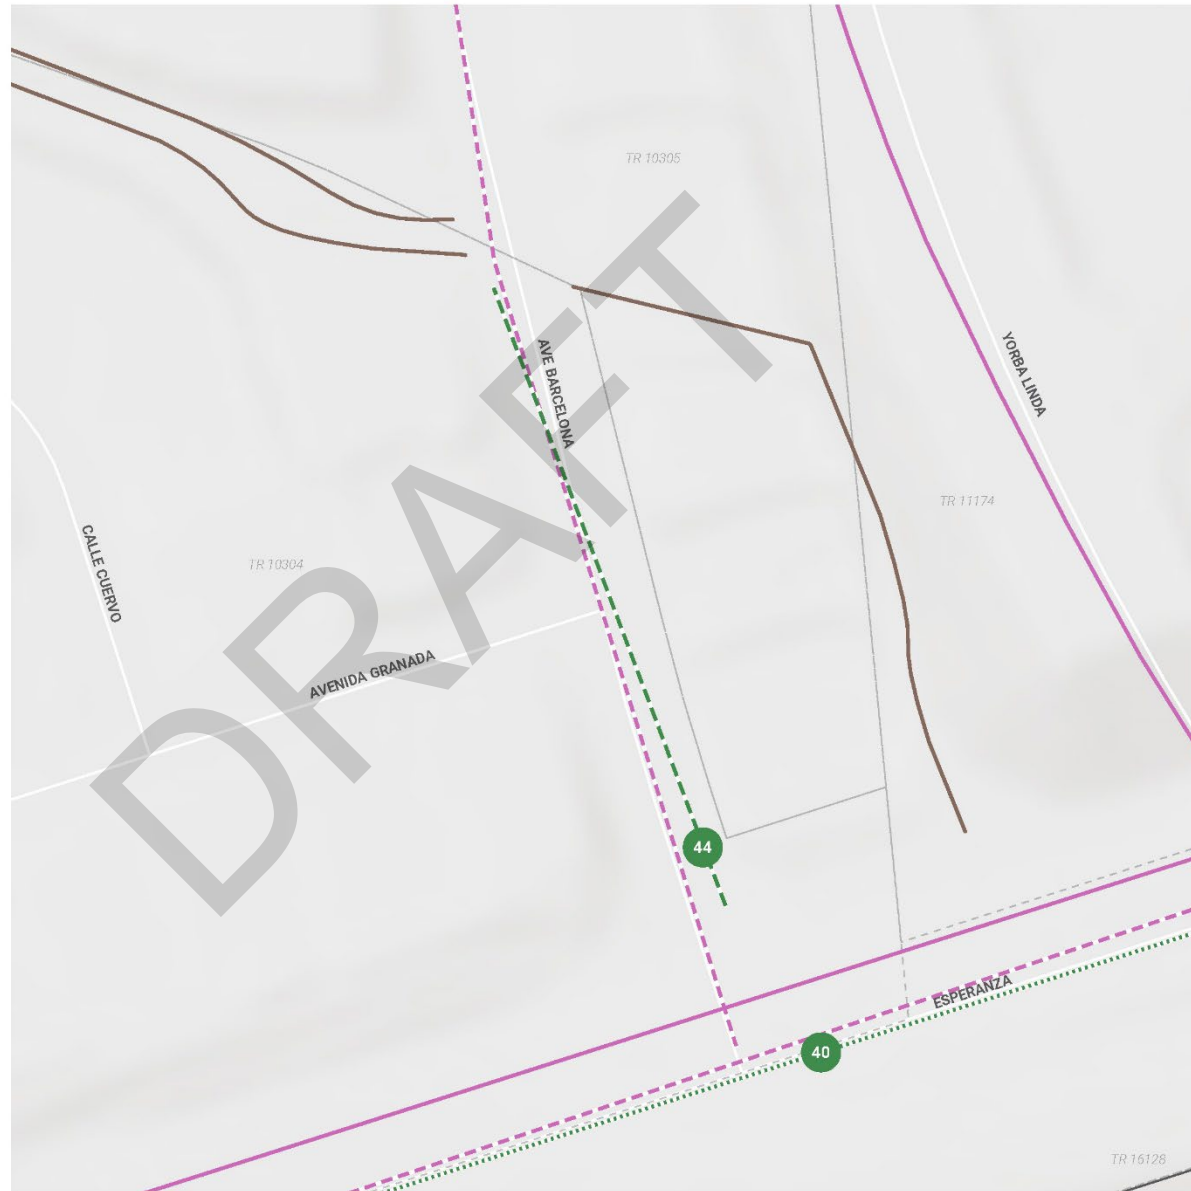 TR 10305
AVE BARCELONA
YORBA LINDA
TR 11174
CALLE CUERVO
TR 10304
AVENIDA GRANADA
DRAFT
44
ESPERANZA
40
TR 16128